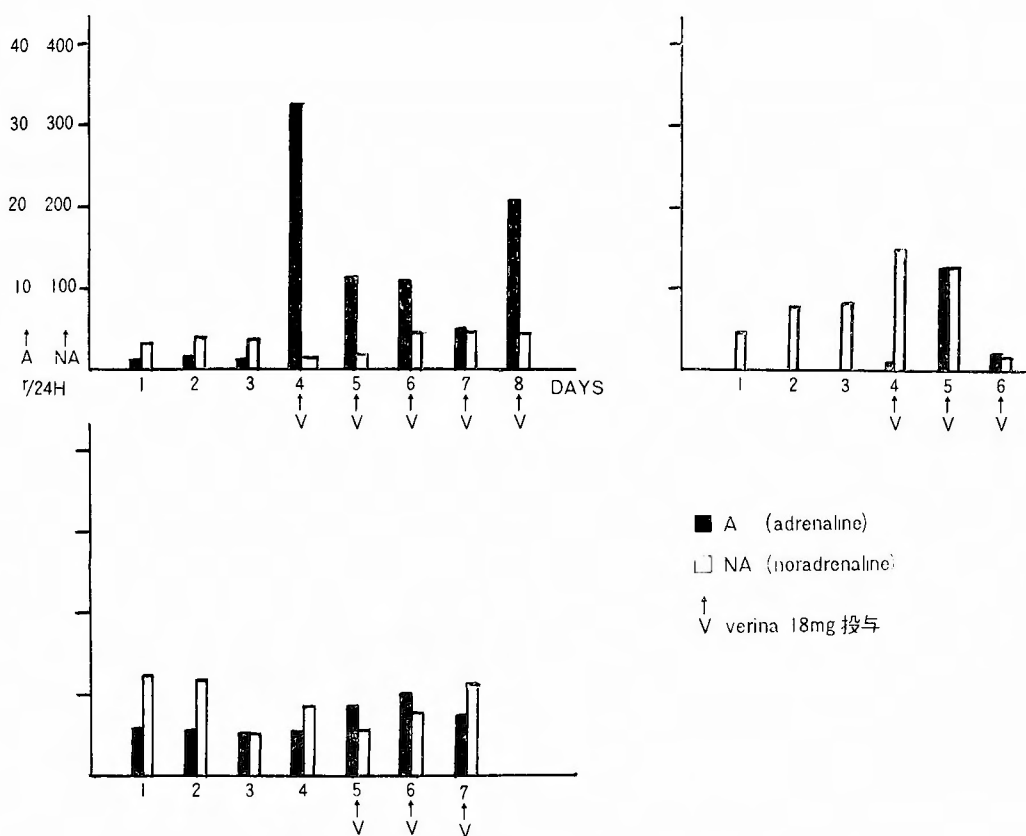 40 400
30 300
20 200
10 100
↑ ↑
A NA
γ/24H
1 2 3 4 5 6 7 8 DAYS
↑ ↑ ↑ ↑ ↑
V V V V V
1 2 3 4 5 6
↑ ↑ ↑
V V V
■ A (adrenaline)
□ NA (noradrenaline)
↑
V verina 18mg 投与
1 2 3 4 5 6 7
↑ ↑ ↑
V V V